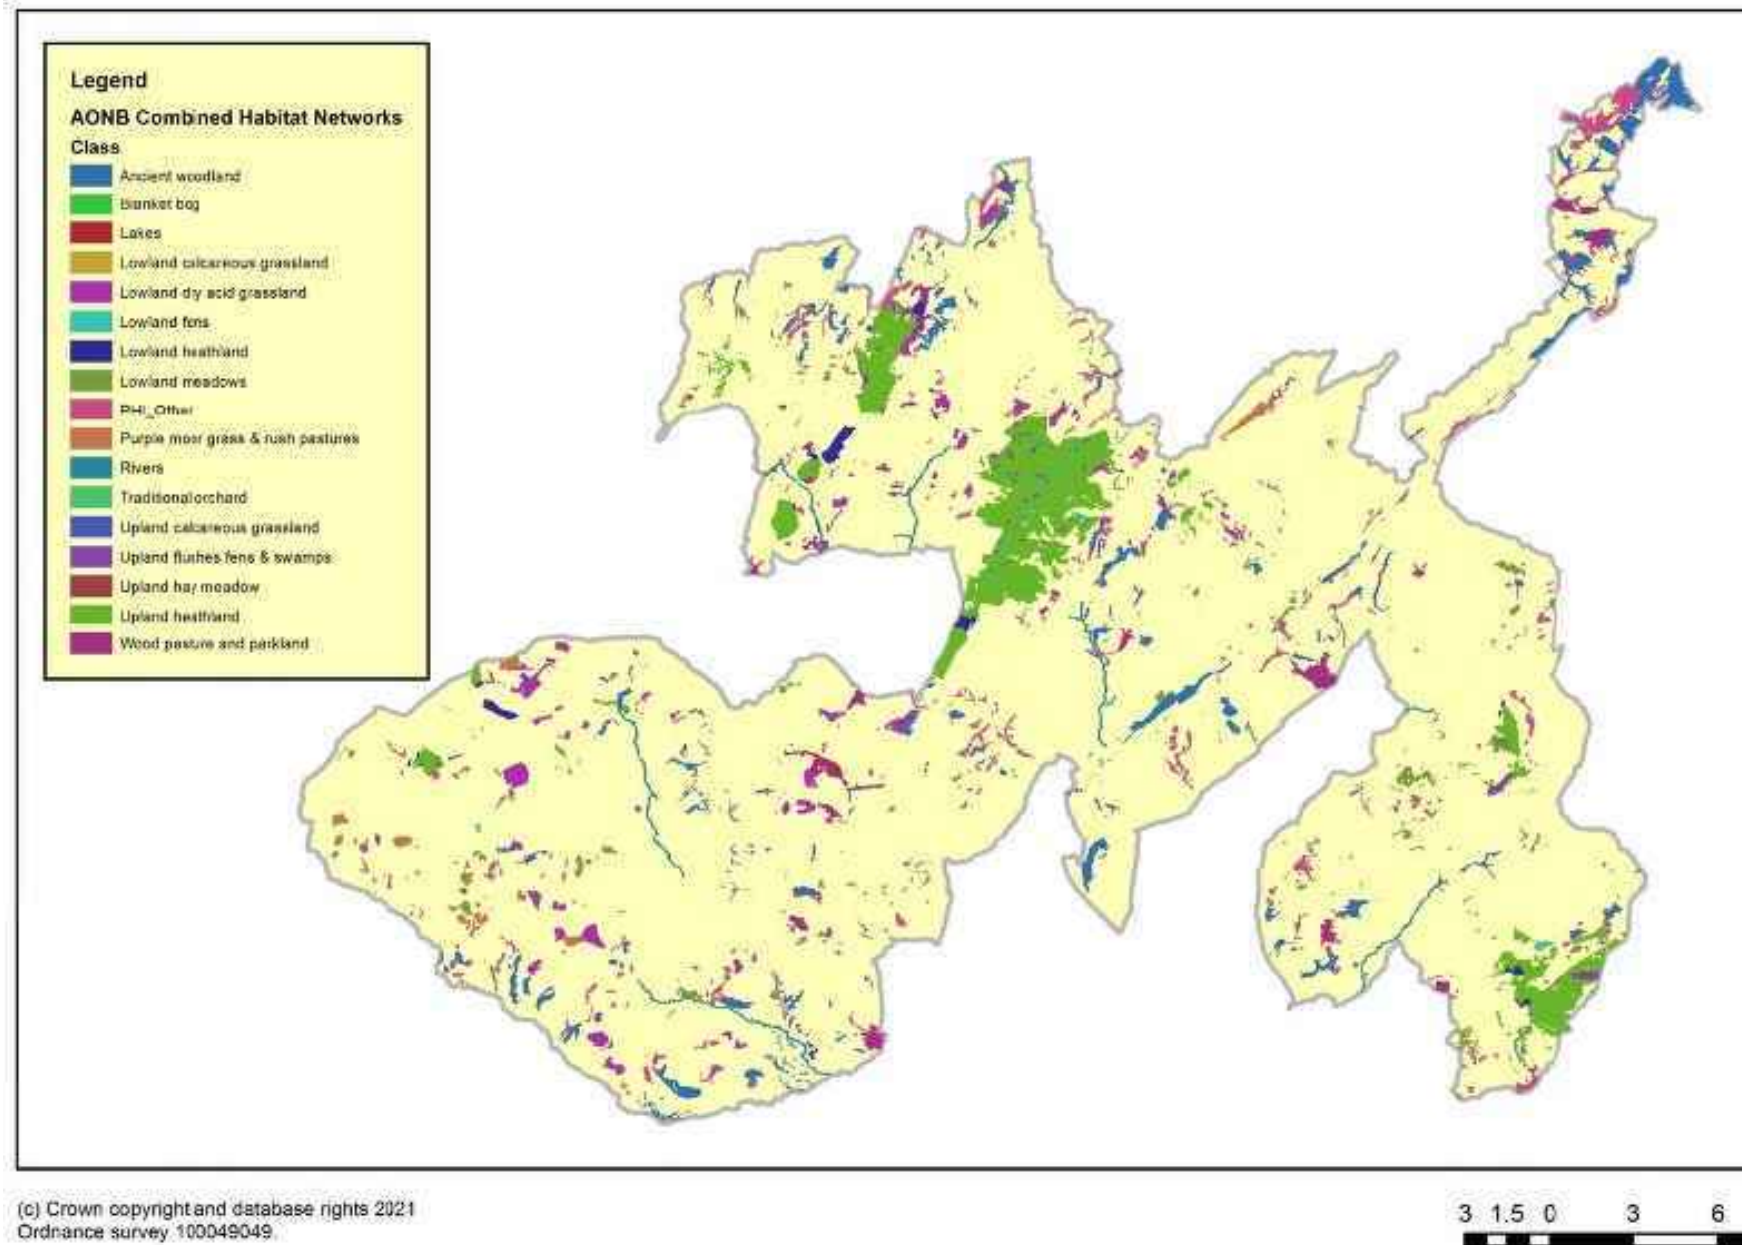 Legend
AONB Combined Habitat Networks
Class
Ancient woodland
Blanket bog
Lakes
Lowland calcareous grassland
Lowland dry acid grassland
Lowland fens
Lowland heathland
Lowland meadows
PHI_Other
Purple moor grass & rush pastures
Rivers
Traditional orchard
Upland calcareous grassland
Upland flushes fens & swamps
Upland hay meadow
Upland heathland
Wood pasture and parkland
(c) Crown copyright and database rights 2021
Ordnance survey 100049049.
3 1.5 0 3 6